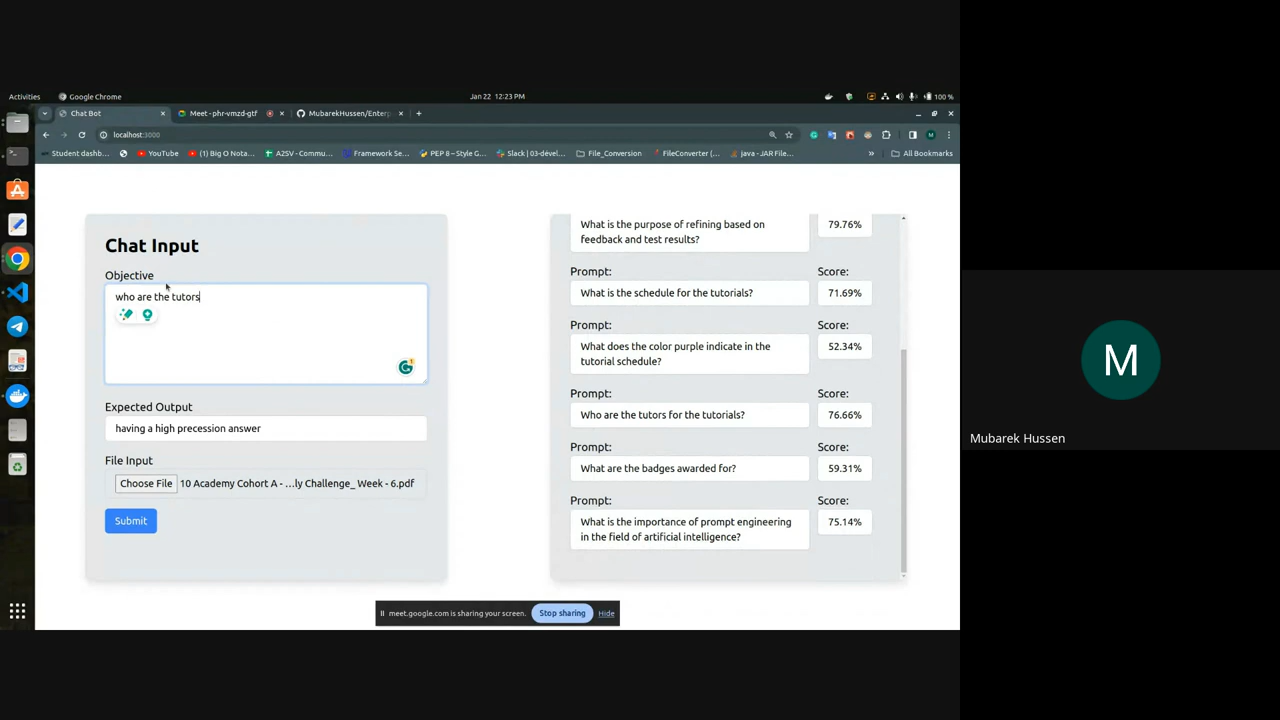 Activities
Google Chrome
Jan 22 12:23 PM
100 %
Chat Bot
Meet - phr-vmzd-gtf
MubarekHussen/Enterp
localhost:3000
Student dashb...
YouTube
(1) Big O Nota...
A2SV - Commu...
Framework Se...
PEP 8 – Style G...
Slack | 03-dével...
File_Conversion
FileConverter (...
java - JAR File...
»
All Bookmarks
Chat Input
Objective
who are the tutors
Expected Output
having a high precession answer
File Input
Choose File
10 Academy Cohort A - ...ly Challenge_ Week - 6.pdf
Submit
What is the purpose of refining based on
feedback and test results?
79.76%
Prompt:
Score:
What is the schedule for the tutorials?
71.69%
Prompt:
Score:
What does the color purple indicate in the
tutorial schedule?
52.34%
Prompt:
Score:
Who are the tutors for the tutorials?
76.66%
Prompt:
Score:
What are the badges awarded for?
59.31%
Prompt:
Score:
What is the importance of prompt engineering
in the field of artificial intelligence?
75.14%
meet.google.com is sharing your screen.
Stop sharing
Hide
M
Mubarek Hussen